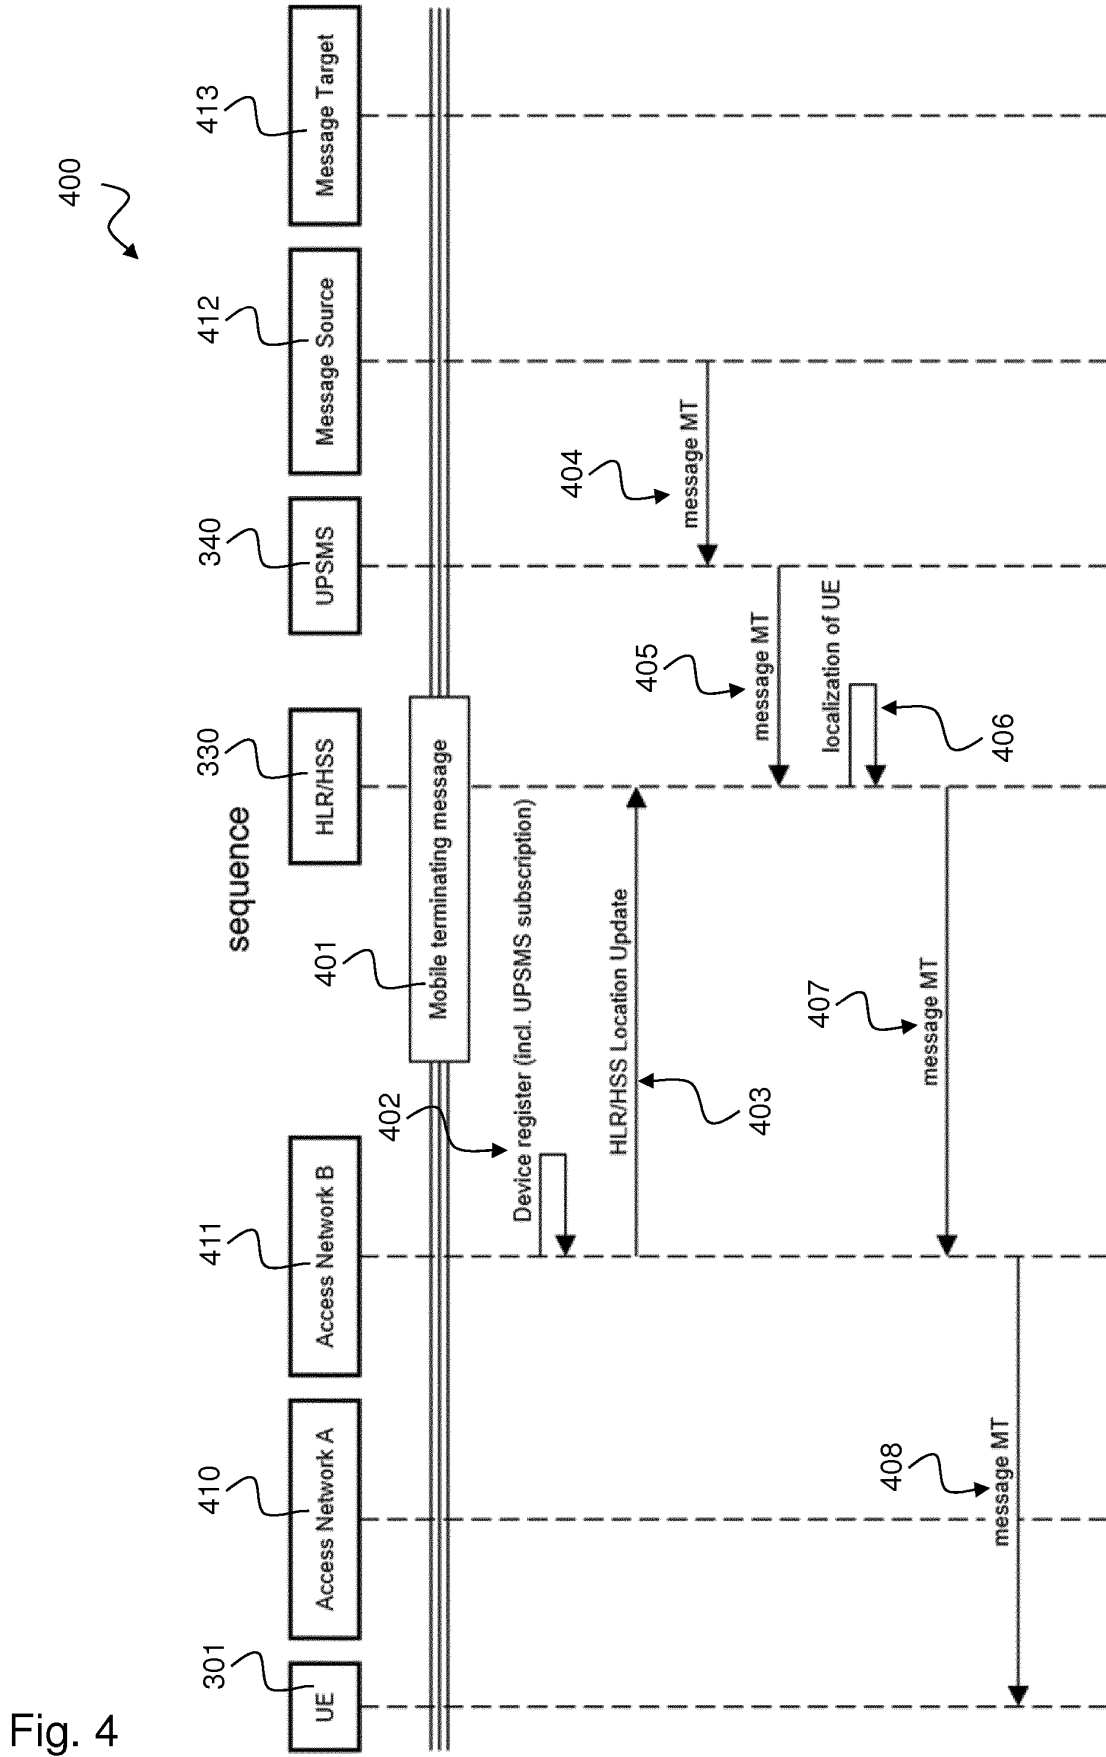 Fig. 4
400
sequence
301
410
411
330
340
412
413
UE
Access Network A
Access Network B
HLR/HSS
UPSMS
Message Source
Message Target
401
Mobile terminating message
402
Device register (incl. UPSMS subscription)
HLR/HSS Location Update
403
404
message MT
405
message MT
localization of UE
406
407
message MT
408
message MT